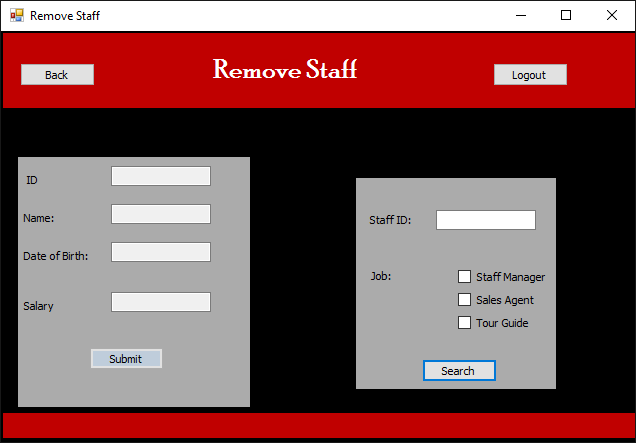 Remove Staff
Back
Remove Staff
Logout
ID
Name:
Date of Birth:
Salary
Submit
Staff ID:
Job:
Staff Manager
Sales Agent
Tour Guide
Search